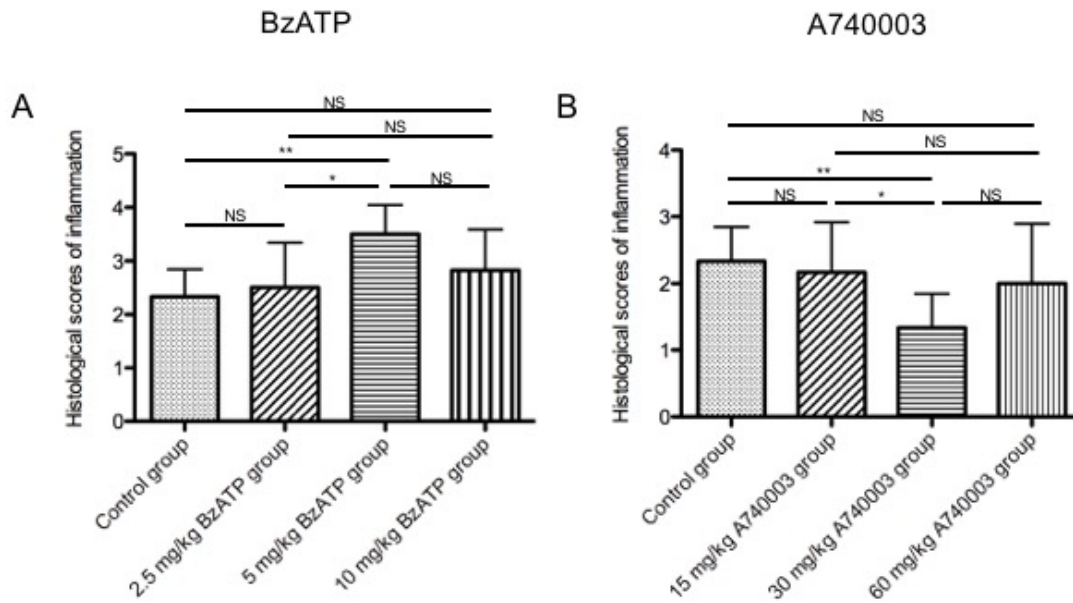 BzATP
A740003
A
NS
NS
**
*
NS
NS
Histological scores of inflammation
5
4
3
2
1
0
Control group
2.5 mg/kg BzATP group
5 mg/kg BzATP group
10 mg/kg BzATP group
B
NS
NS
**
NS
*
NS
Histological scores of inflammation
4
3
2
1
0
Control group
15 mg/kg A740003 group
30 mg/kg A740003 group
60 mg/kg A740003 group